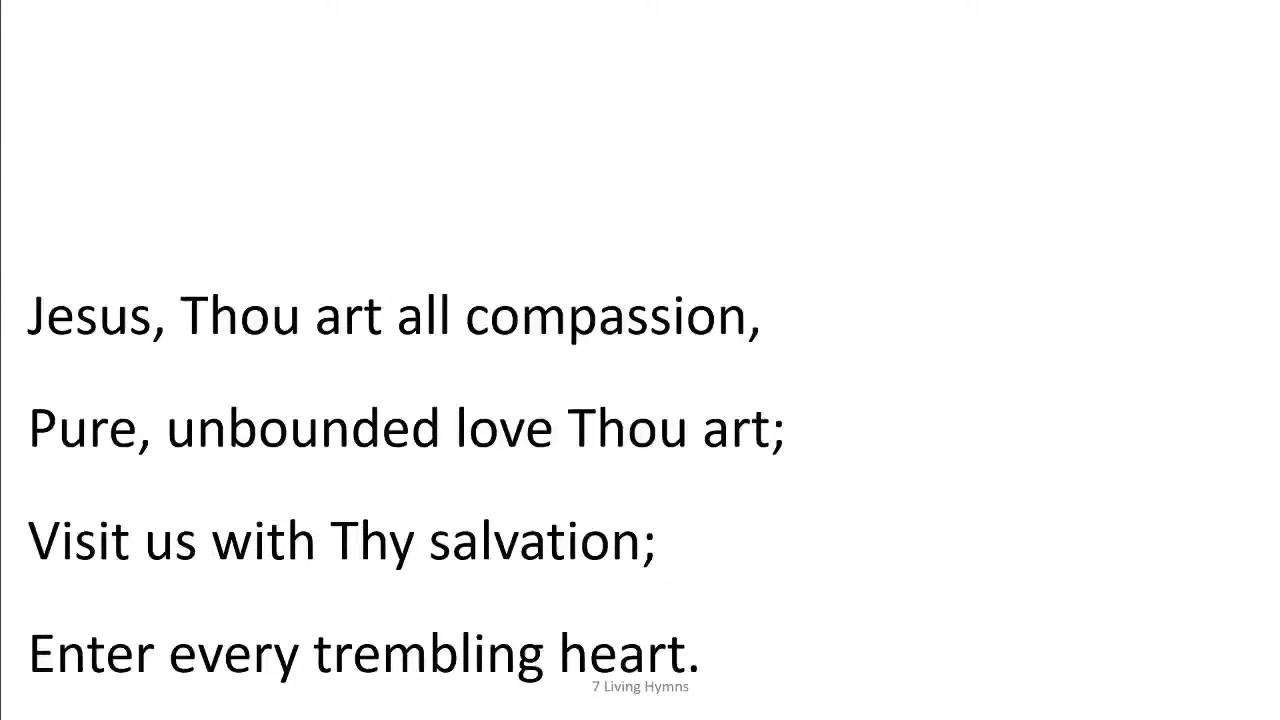 Jesus, Thou art all compassion,
Pure, unbounded love Thou art;
Visit us with Thy salvation;
Enter every trembling heart.
7 Living Hymns